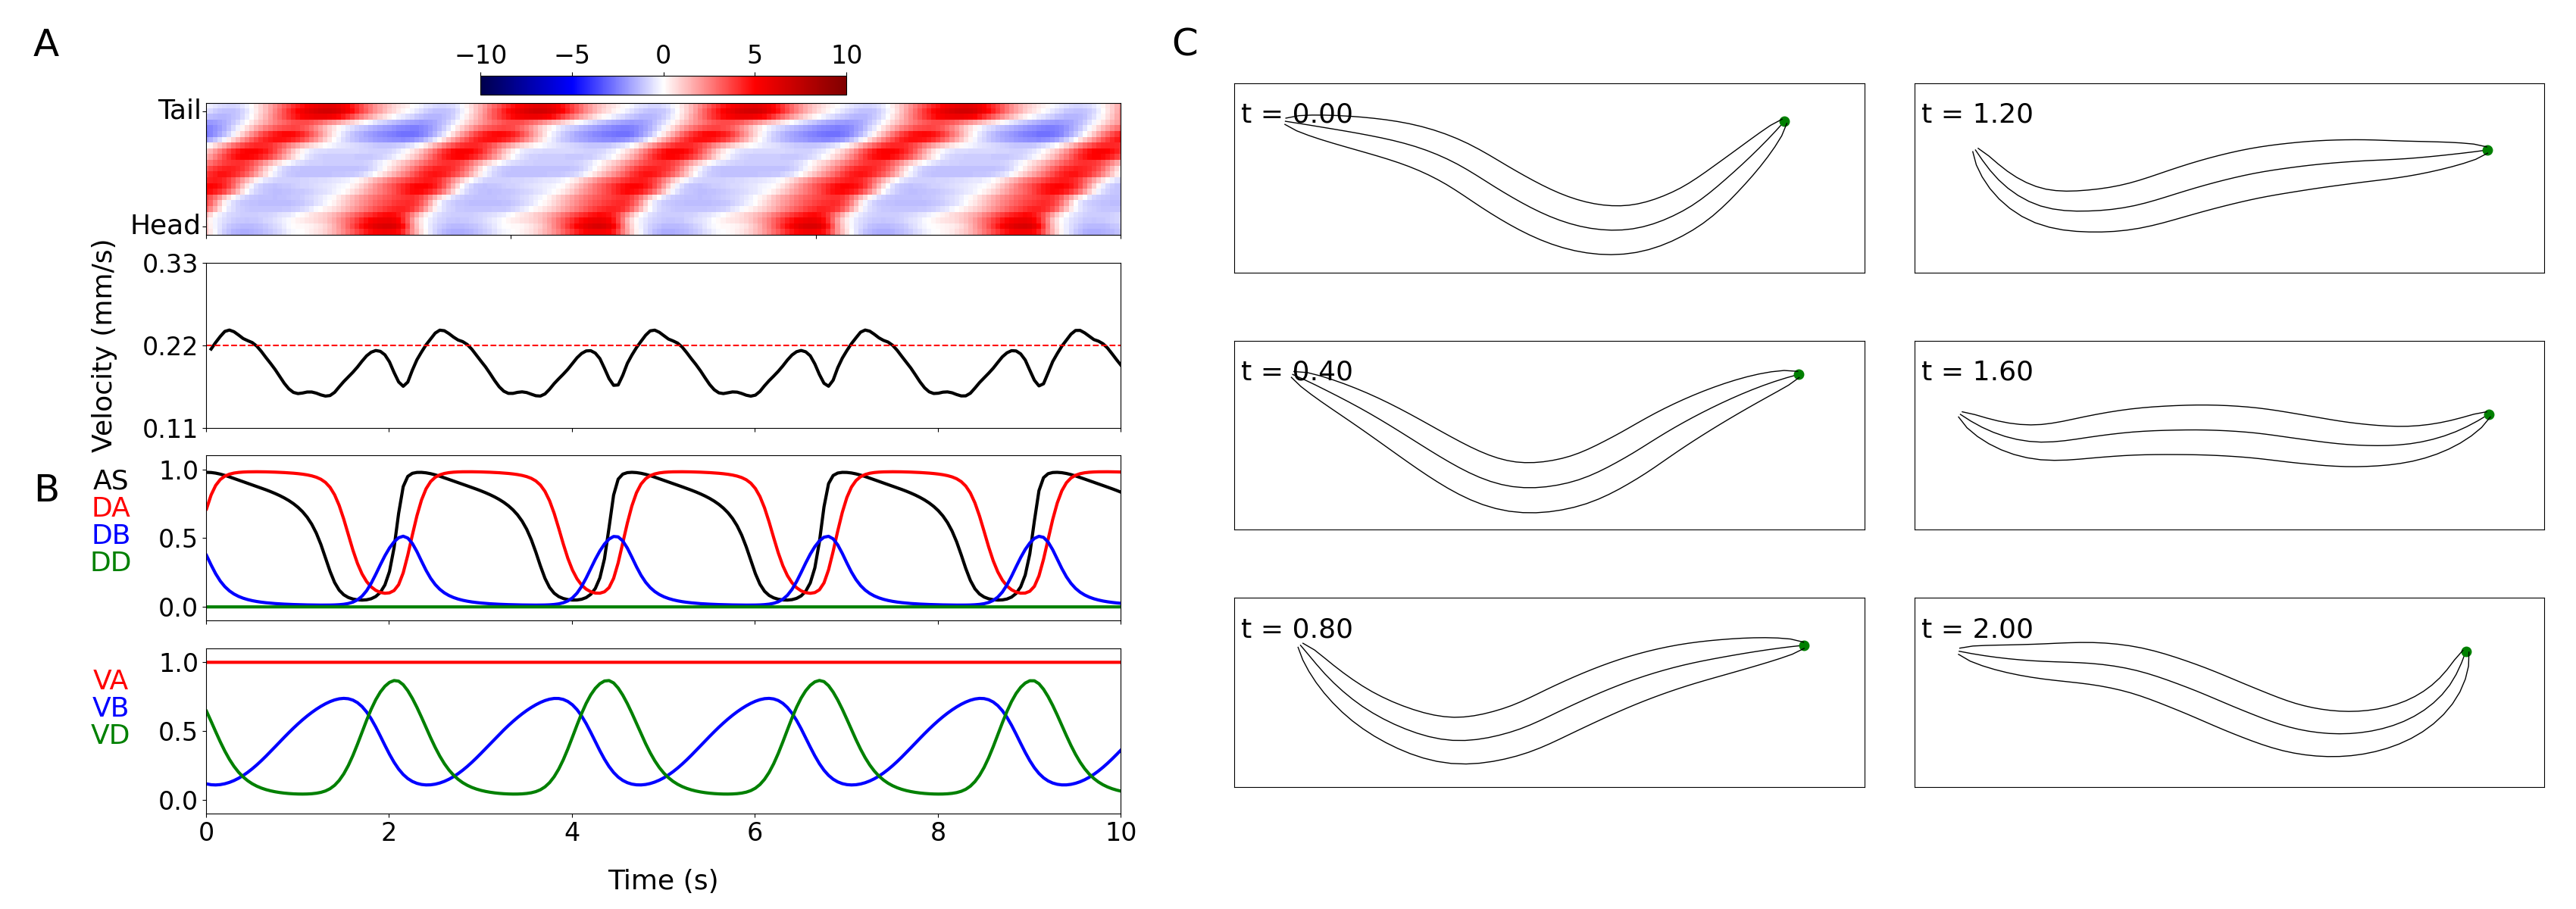 A
−10 −5 0 5 10
Tail
Head
Velocity (mm/s)
0.33
0.22
0.11
B
AS
DA
DB
DD
1.0
0.5
0.0
VA
VB
VD
1.0
0.5
0.0
0 2 4 6 8 10
Time (s)
C
t = 0.00
t = 1.20
t = 0.40
t = 1.60
t = 0.80
t = 2.00